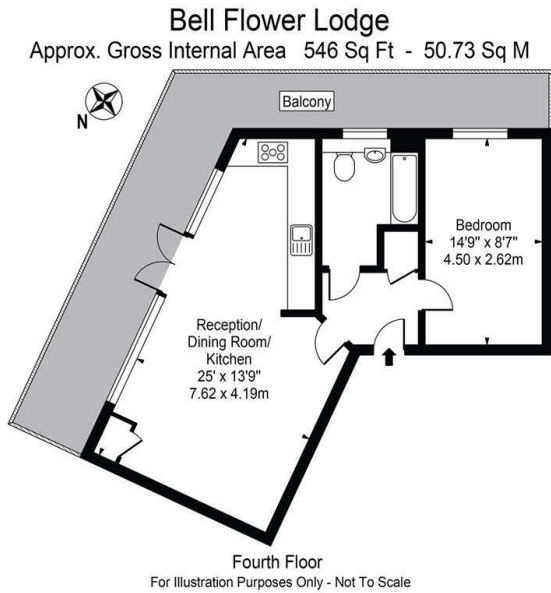 Bell Flower Lodge
Approx. Gross Internal Area 546 Sq Ft - 50.73 Sq M
N
Balcony
Bedroom
14'9" x 8'7"
4.50 x 2.62m
Reception/
Dining Room/
Kitchen
25' x 13'9"
7.62 x 4.19m
Fourth Floor
For Illustration Purposes Only - Not To Scale